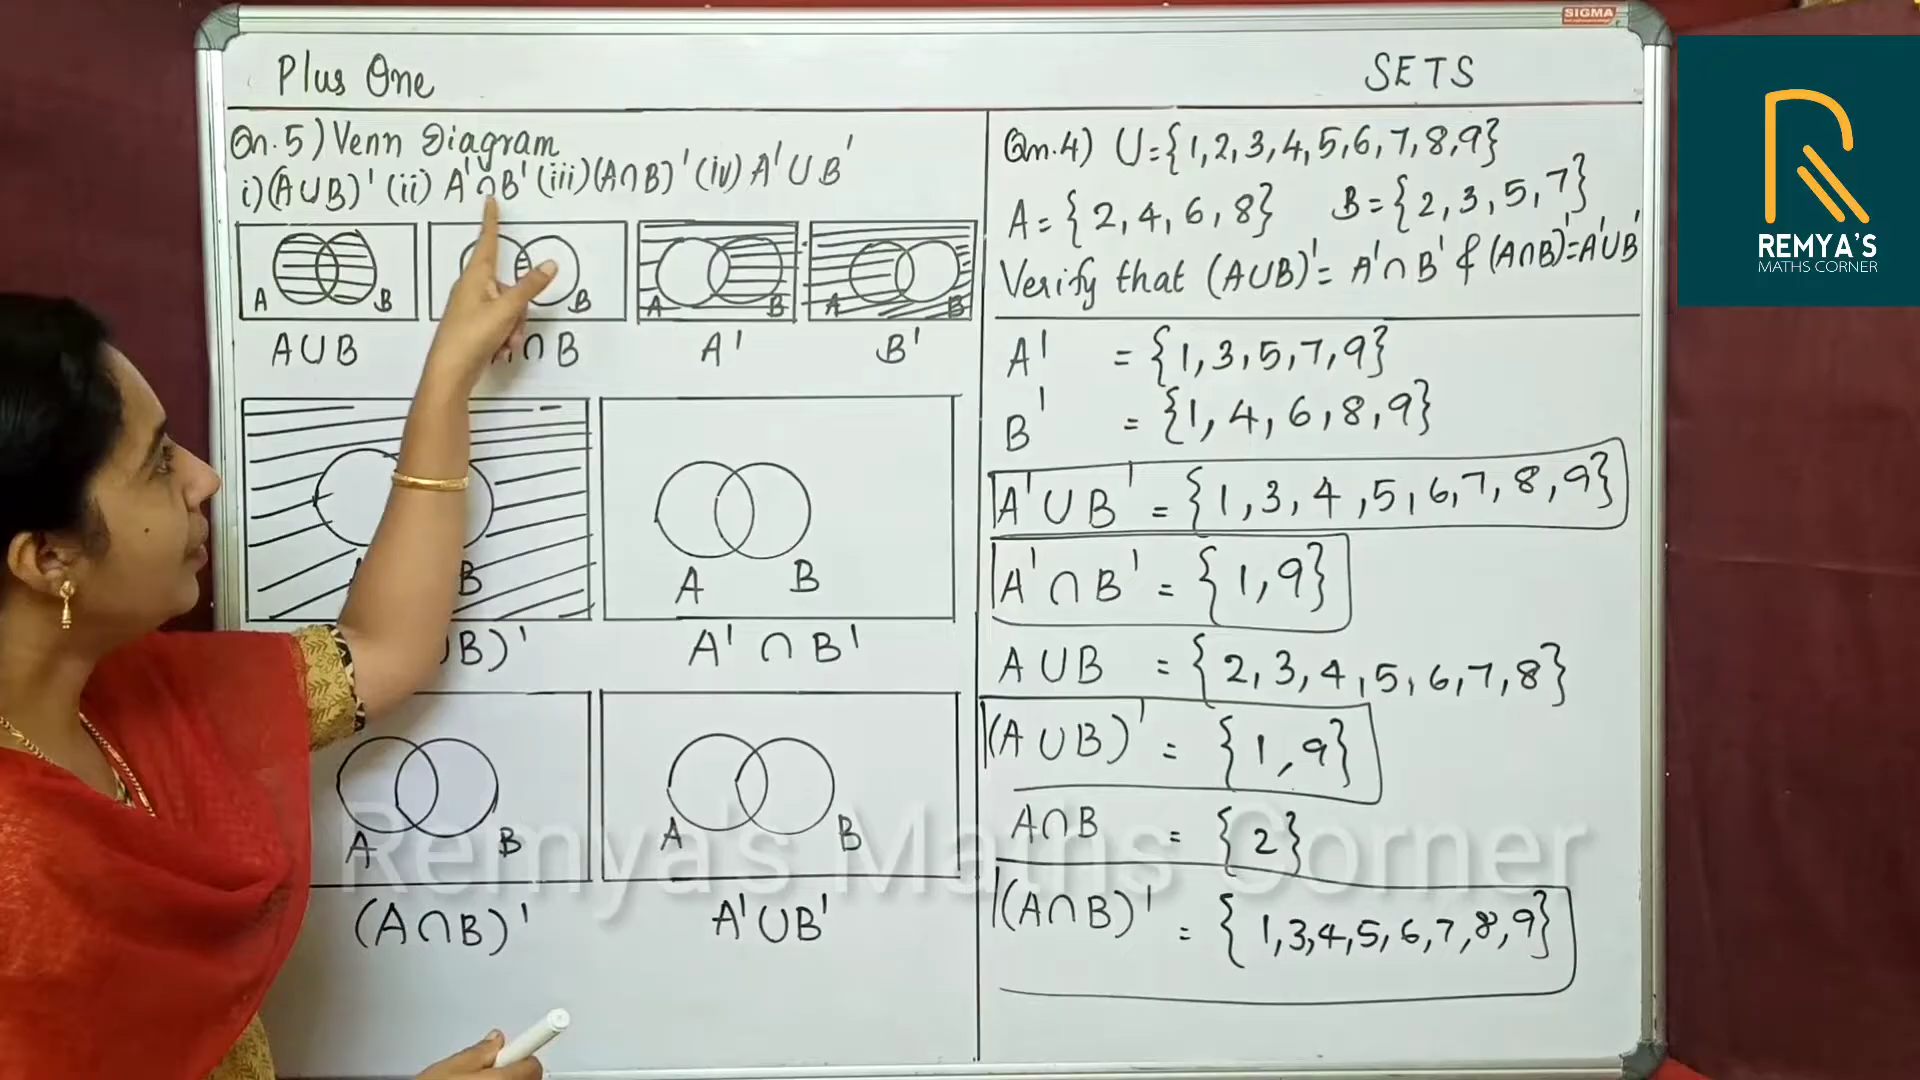 SIGMA
Plus One
SETS
Qn.5) Venn Diagram
i) (A∪B)' (ii) A'∩B' (iii) (A∩B)' (iv) A'∪B'
A B
B
A B
A B
A∪B
∩B
A'
B'
B
A B
B)'
A' ∩ B'
A B
A B
(A∩B)'
A'∪B'
Qn.4) U={1,2,3,4,5,6,7,8,9}
A = {2,4,6,8} B={2,3,5,7}
Verify that (A∪B)' = A'∩B' & (A∩B)'=A'∪B'
A' = {1,3,5,7,9}
B' = {1,4,6,8,9}
A'∪B' = {1,3,4,5,6,7,8,9}
A'∩B' = {1,9}
A∪B = {2,3,4,5,6,7,8}
(A∪B)' = {1,9}
A∩B = {2}
(A∩B)' = {1,3,4,5,6,7,8,9}
REMYA'S
MATHS CORNER
Remya's Maths Corner